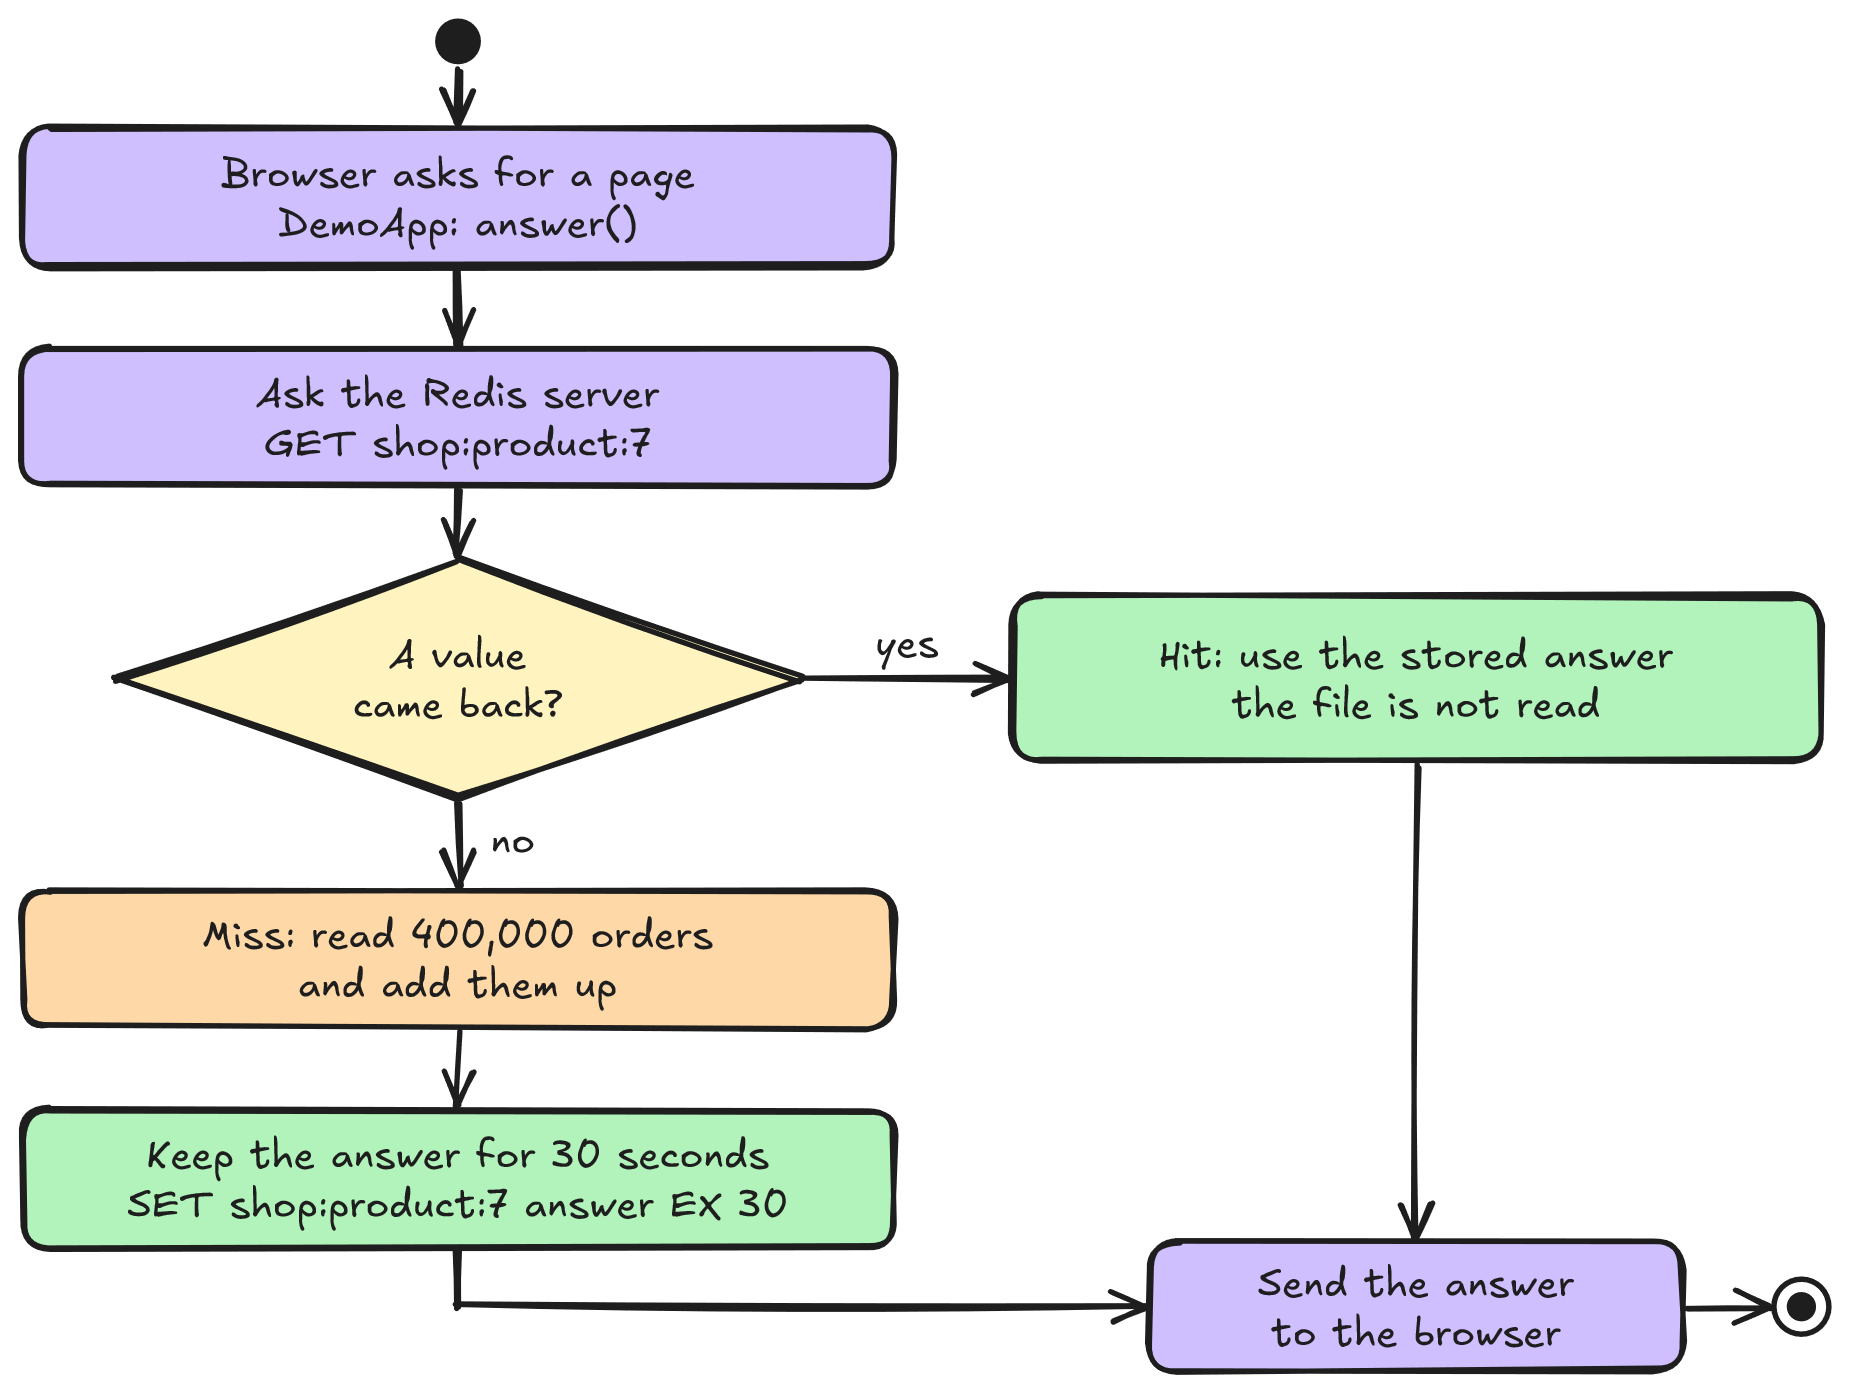 Browser asks for a page
DemoApp: answer()
Ask the Redis server
GET shop:product:7
A value
came back?
yes
Hit: use the stored answer
the file is not read
no
Miss: read 400,000 orders
and add them up
Keep the answer for 30 seconds
SET shop:product:7 answer EX 30
Send the answer
to the browser